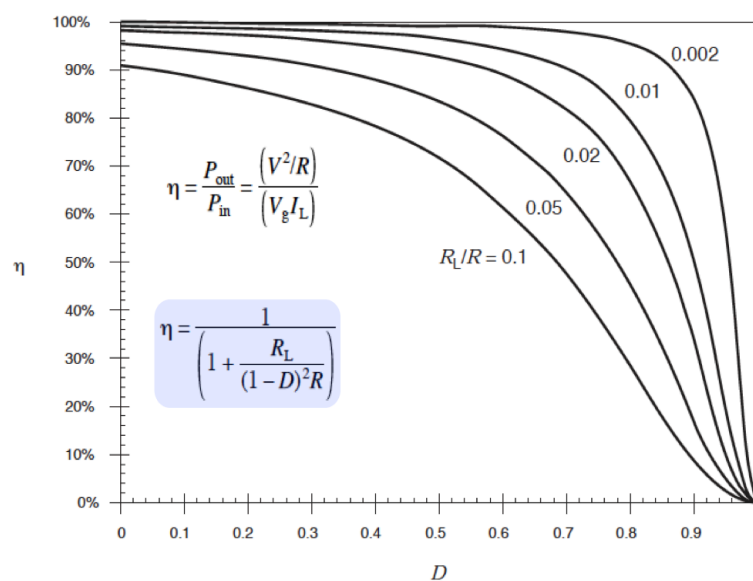 100%
90%
80%
70%
60%
50%
40%
30%
20%
10%
0%
η
0.002
0.01
0.02
0.05
R_L/R = 0.1
η = P_out/P_in = (V²/R)/(V_g I_L)
η = 1/(1 + R_L/((1 – D)²R))
0 0.1 0.2 0.3 0.4 0.5 0.6 0.7 0.8 0.9
D